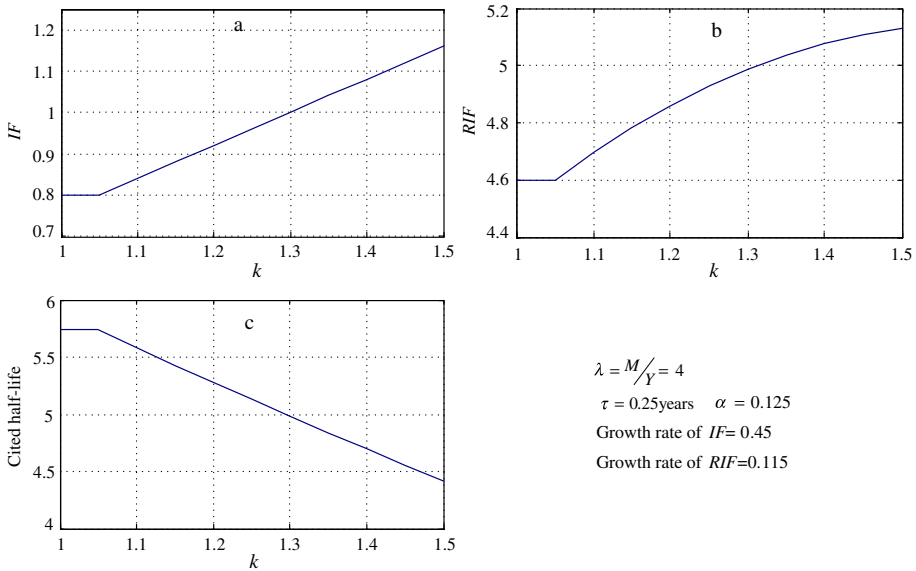 a
1.2
1.1
1
0.9
0.8
0.7
IF
1 1.1 1.2 1.3 1.4 1.5
k
b
5.2
5
4.8
4.6
4.4
RIF
1 1.1 1.2 1.3 1.4 1.5
k
c
6
5.5
5
4.5
4
Cited half-life
1 1.1 1.2 1.3 1.4 1.5
k
λ = M/Y = 4
τ = 0.25years α = 0.125
Growth rate of IF= 0.45
Growth rate of RIF=0.115